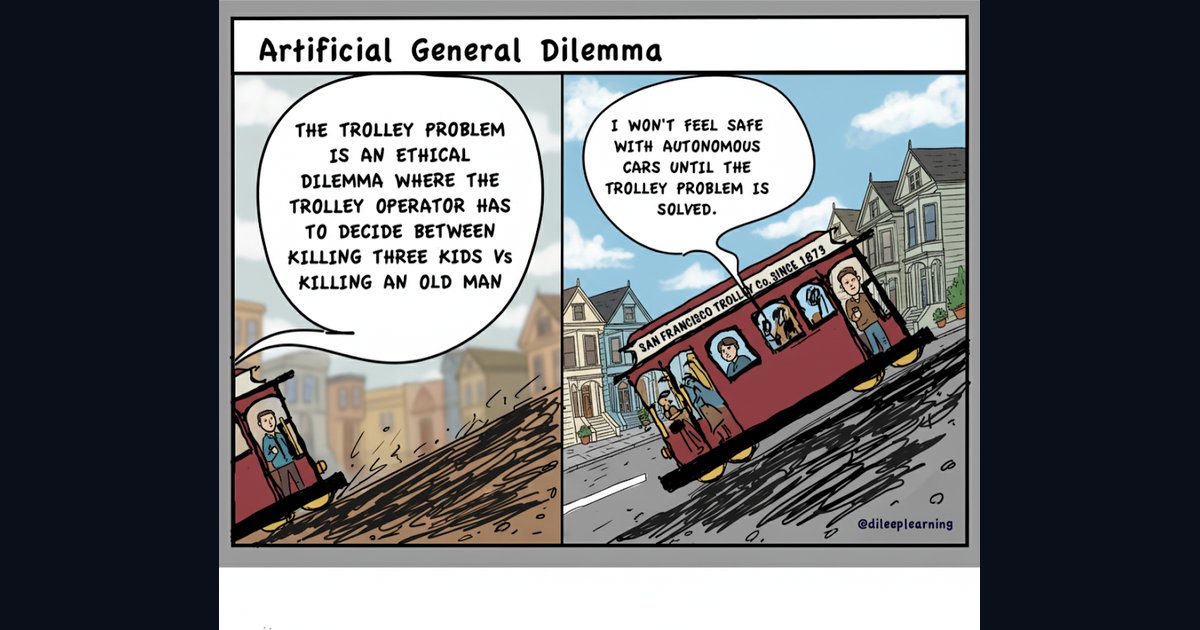 Artificial General Dilemma
THE TROLLEY PROBLEM
IS AN ETHICAL
DILEMMA WHERE THE
TROLLEY OPERATOR HAS
TO DECIDE BETWEEN
KILLING THREE KIDS Vs
KILLING AN OLD MAN
I WON'T FEEL SAFE
WITH AUTONOMOUS
CARS UNTIL THE
TROLLEY PROBLEM IS
SOLVED.
SAN FRANCISCO TROLLEY CO. SINCE 1873
@dileeplearning